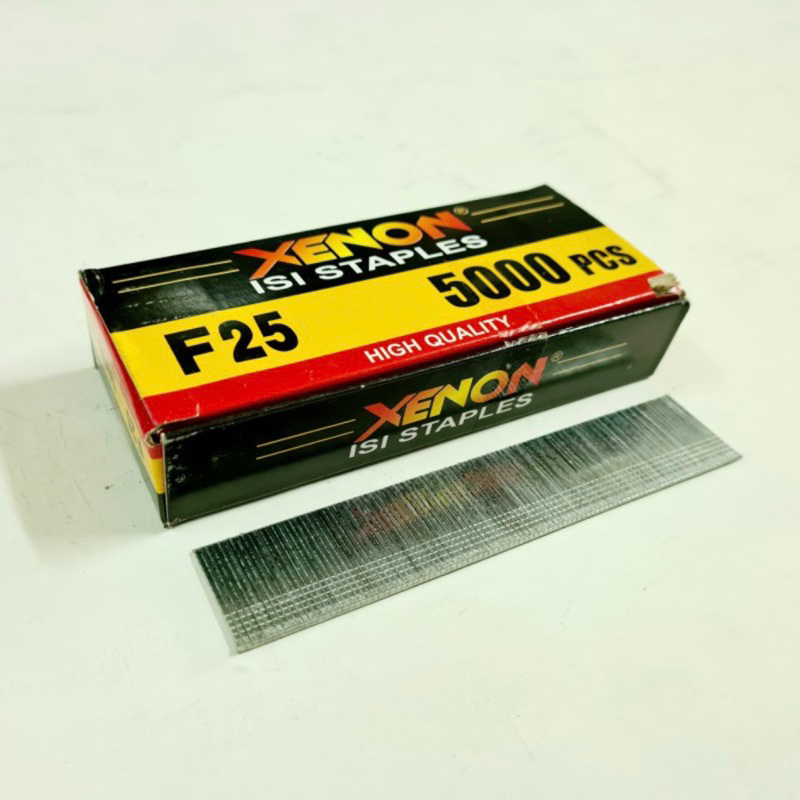 XENON®
ISI STAPLES
F25
5000 PCS
HIGH QUALITY
XENON®
ISI STAPLES